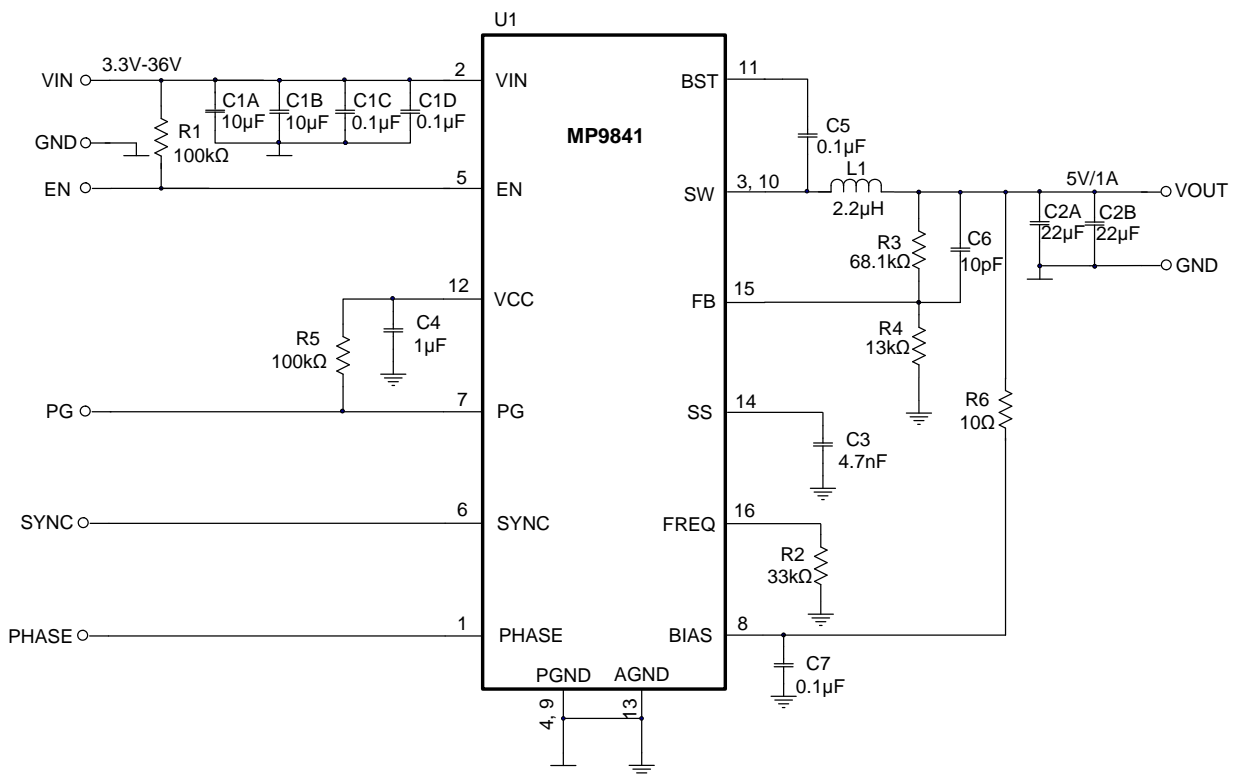 U1
MP9841
VIN
3.3V-36V
2
VIN
C1A
10µF
C1B
10µF
C1C
0.1µF
C1D
0.1µF
R1
100kΩ
GND
EN
5
EN
12
VCC
R5
100kΩ
C4
1µF
PG
7
PG
SYNC
6
SYNC
PHASE
1
PHASE
PGND
4, 9
AGND
13
BST
11
C5
0.1µF
SW
3, 10
L1
2.2µH
5V/1A
VOUT
C2A
22µF
C2B
22µF
GND
R3
68.1kΩ
C6
10pF
FB
15
R4
13kΩ
SS
14
C3
4.7nF
R6
10Ω
FREQ
16
R2
33kΩ
BIAS
8
C7
0.1µF